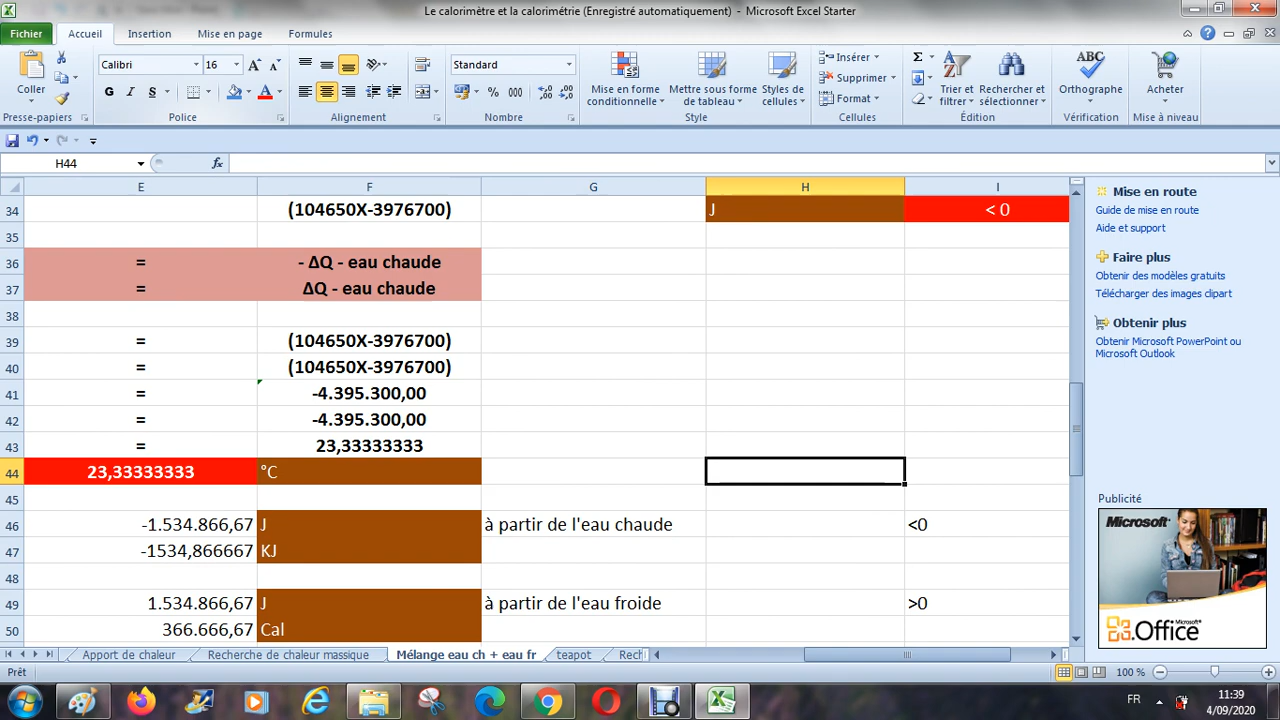 Le calorimètre et la calorimétrie (Enregistré automatiquement) - Microsoft Excel Starter
Fichier Accueil Insertion Mise en page Formules
Coller
Presse-papiers
Calibri 16
G I S
Police
Alignement
Standard
% 000
Nombre
Mise en forme conditionnelle
Mettre sous forme de tableau
Styles de cellules
Style
Insérer
Supprimer
Format
Cellules
Σ
Trier et filtrer
Rechercher et sélectionner
Édition
ABC
Orthographe
Vérification
Acheter
Mise à niveau
H44 fx
E F G H I
34 (104650X-3976700) J < 0
35
36 = - ΔQ - eau chaude
37 = ΔQ - eau chaude
38
39 = (104650X-3976700)
40 = (104650X-3976700)
41 = -4.395.300,00
42 = -4.395.300,00
43 = 23,33333333
44 23,33333333 °C
45
46 -1.534.866,67 J à partir de l'eau chaude <0
47 -1534,866667 KJ
48
49 1.534.866,67 J à partir de l'eau froide >0
50 366.666,67 Cal
Mise en route
Guide de mise en route
Aide et support
Faire plus
Obtenir des modèles gratuits
Télécharger des images clipart
Obtenir plus
Obtenir Microsoft PowerPoint ou
Microsoft Outlook
Publicité
Microsoft
Office
Apport de chaleur Recherche de chaleur massique Mélange eau ch + eau fr teapot Rech
Prêt 100 %
FR 11:39
4/09/2020